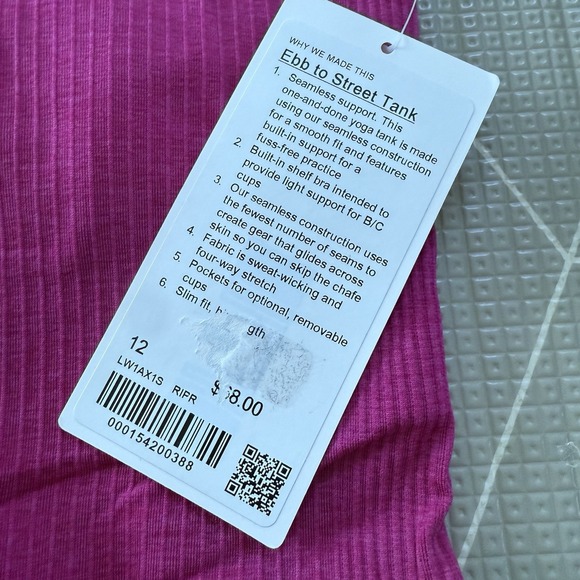 WHY WE MADE THIS
Ebb to Street Tank
1. Seamless support. This
one-and-done yoga tank is made
using our seamless construction
for a smooth fit and features
built-in support for a
fuss-free practice
2. Built-in shelf bra intended to
provide light support for B/C
cups
3. Our seamless construction uses
the fewest number of seams to
create gear that glides across
skin so you can skip the chafe
4. Fabric is sweat-wicking and
four-way stretch
5. Pockets for optional, removable
cups
6. Slim fit,
12
LW1AX1S RIFR
8.00
000154200388